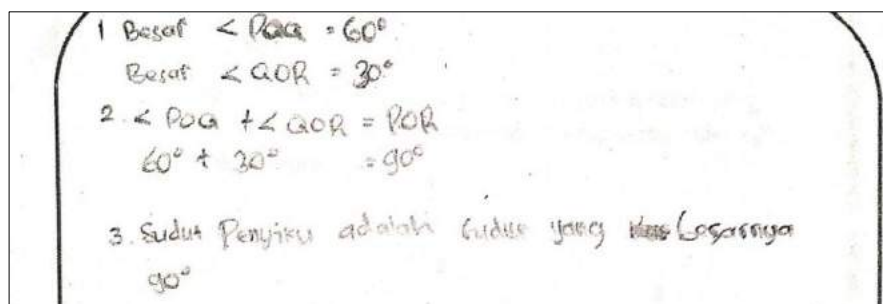 1 Besar < POQ = 60°
Besar < QOR = 30°
2. < POQ + < QOR = POR
60° + 30° = 90°
3. Sudut Penyiku adalah sudut yang besarnya
90°